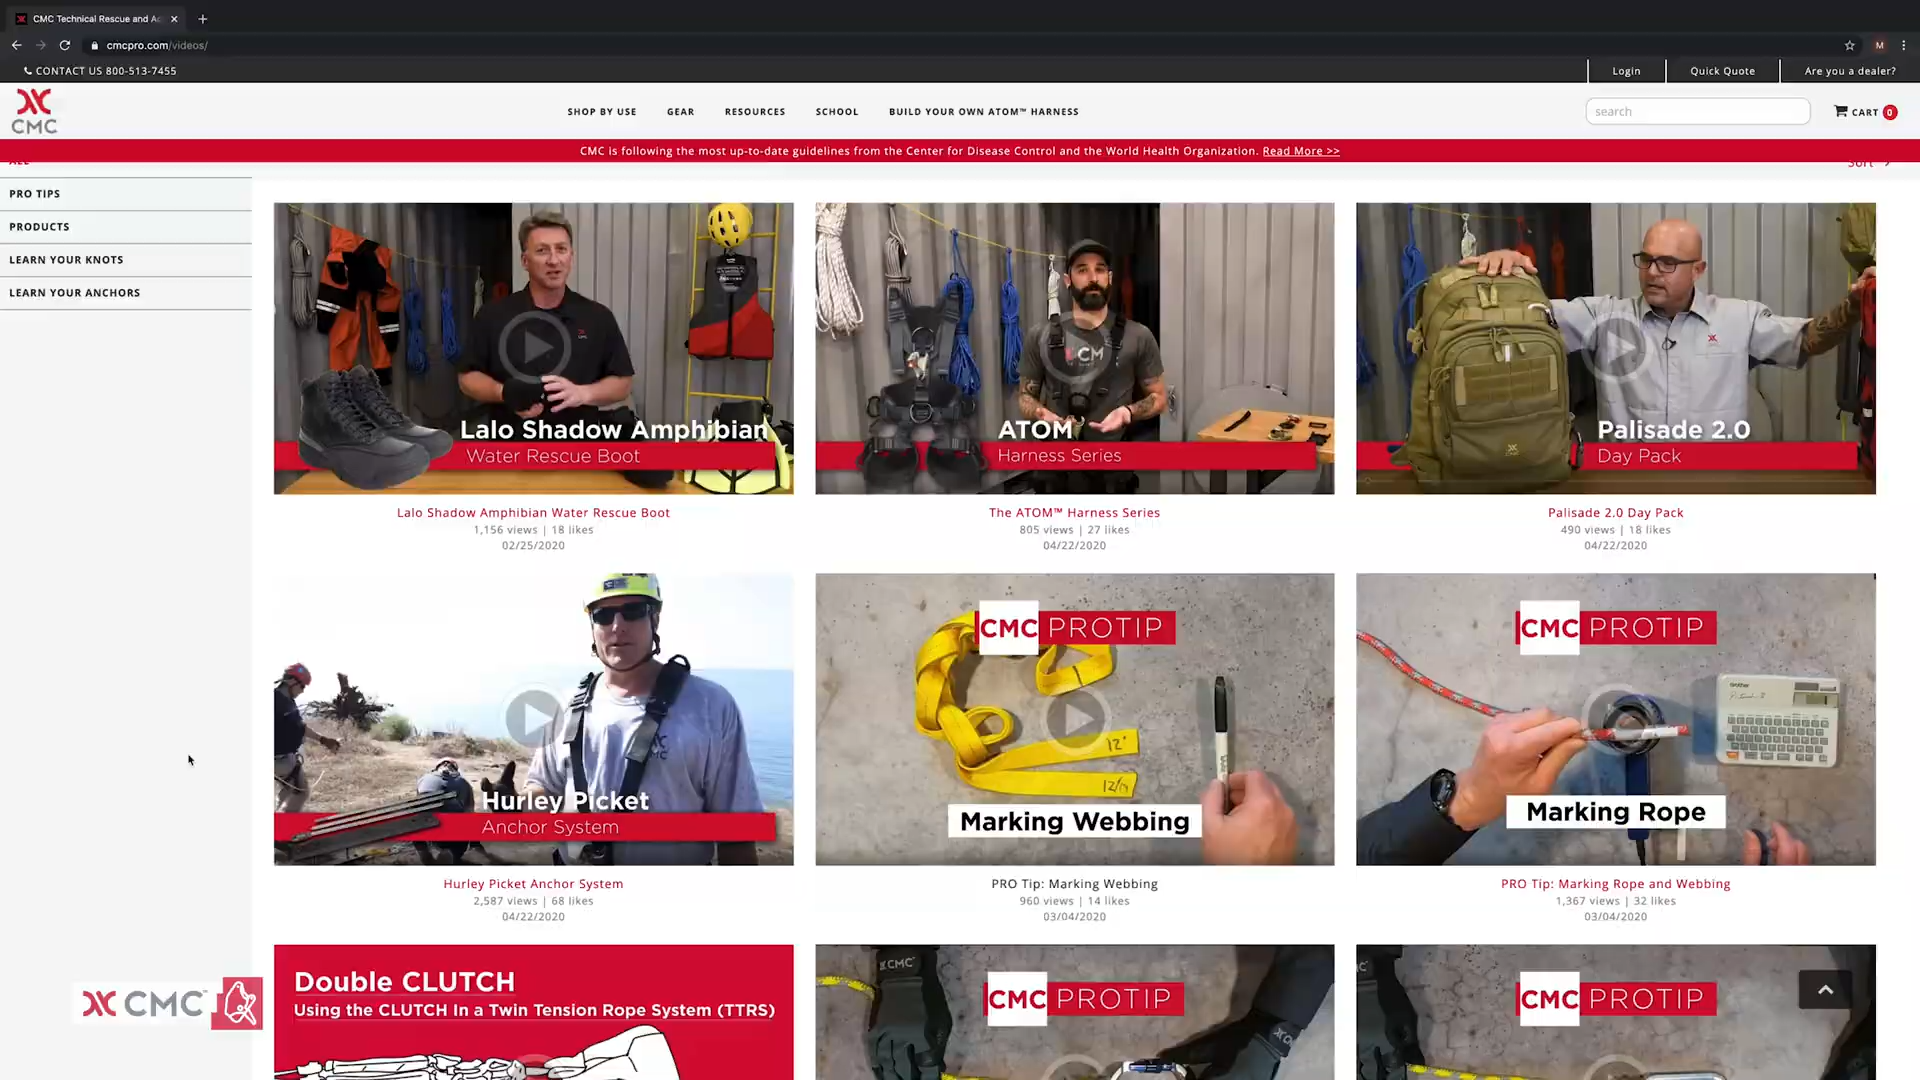 CMC Technical Rescue and Ac
cmcpro.com/videos/
M
CONTACT US 800-513-7455
Login
Quick Quote
Are you a dealer?
CMC
SHOP BY USE
GEAR
RESOURCES
SCHOOL
BUILD YOUR OWN ATOM™ HARNESS
search
CART 0
CMC is following the most up-to-date guidelines from the Center for Disease Control and the World Health Organization. Read More >>
ALL
Sort
PRO TIPS
PRODUCTS
LEARN YOUR KNOTS
LEARN YOUR ANCHORS
Lalo Shadow Amphibian
Water Rescue Boot
ATOM
Harness Series
Palisade 2.0
Day Pack
Lalo Shadow Amphibian Water Rescue Boot
1,156 views | 18 likes
02/25/2020
The ATOM™ Harness Series
805 views | 27 likes
04/22/2020
Palisade 2.0 Day Pack
490 views | 18 likes
04/22/2020
Hurley Picket
Anchor System
CMC PROTIP
12'
Marking Webbing
CMC PROTIP
brother
Marking Rope
Hurley Picket Anchor System
2,587 views | 68 likes
04/22/2020
PRO Tip: Marking Webbing
960 views | 14 likes
03/04/2020
PRO Tip: Marking Rope and Webbing
1,367 views | 32 likes
03/04/2020
Double CLUTCH
Using the CLUTCH In a Twin Tension Rope System (TTRS)
CMC
CMC PROTIP
CMC PROTIP
CMC™